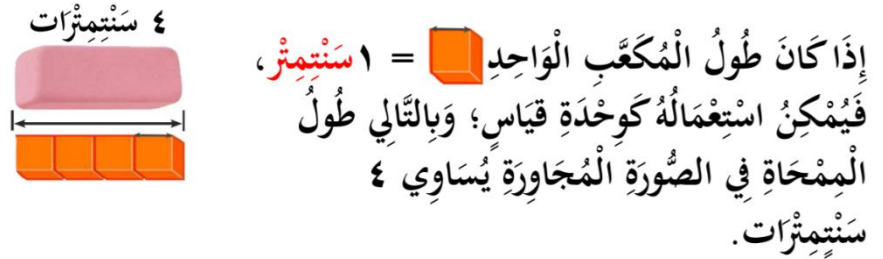 ٤ سَنْتِمِتْرَات
إِذَا كَانَ طُولُ الْمُكَعَّبِ الْوَاحِدِ = ١ سَنْتِمِتْر،
فَيُمْكِنُ اسْتِعْمَالُهُ كَوِحْدَةِ قِيَاسٍ؛ وَبِالتَّالِي طُولُ
الْمِمْحَاةِ فِي الصُّورَةِ الْمُجَاوِرَةِ يُسَاوِي ٤
سَنْتِمِتْرَات.